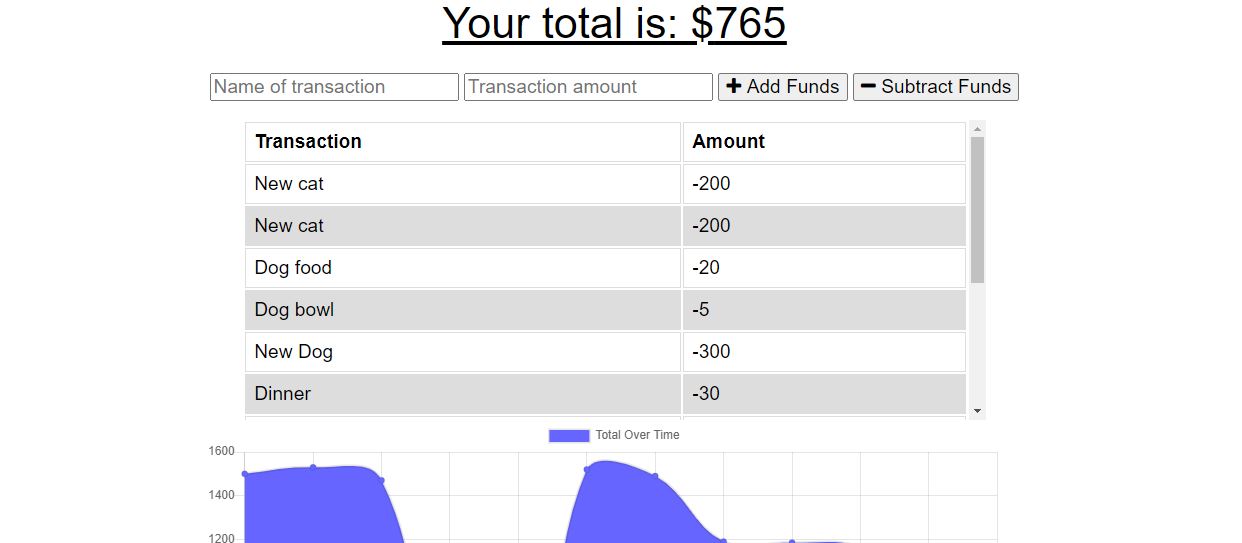 Your total is: $765
Name of transaction Transaction amount Add Funds Subtract Funds
Transaction Amount
New cat -200
New cat -200
Dog food -20
Dog bowl -5
New Dog -300
Dinner -30
Total Over Time
1600
1400
1200